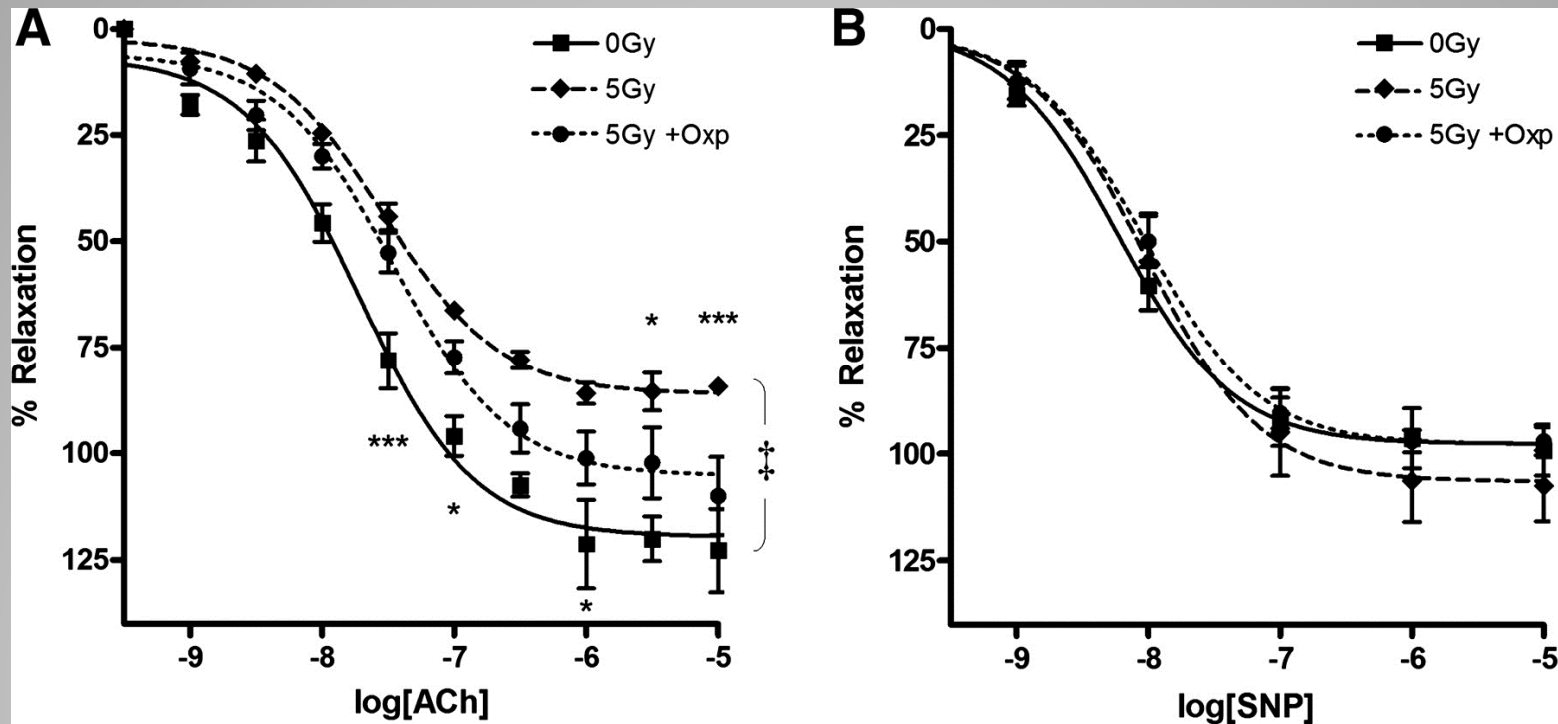 A
0
25
50
75
100
125
% Relaxation
-9
-8
-7
-6
-5
log[ACh]
0Gy
5Gy
5Gy +Oxp
*
***
***
*
*
‡
B
0
25
50
75
100
125
% Relaxation
-9
-8
-7
-6
-5
log[SNP]
0Gy
5Gy
5Gy +Oxp